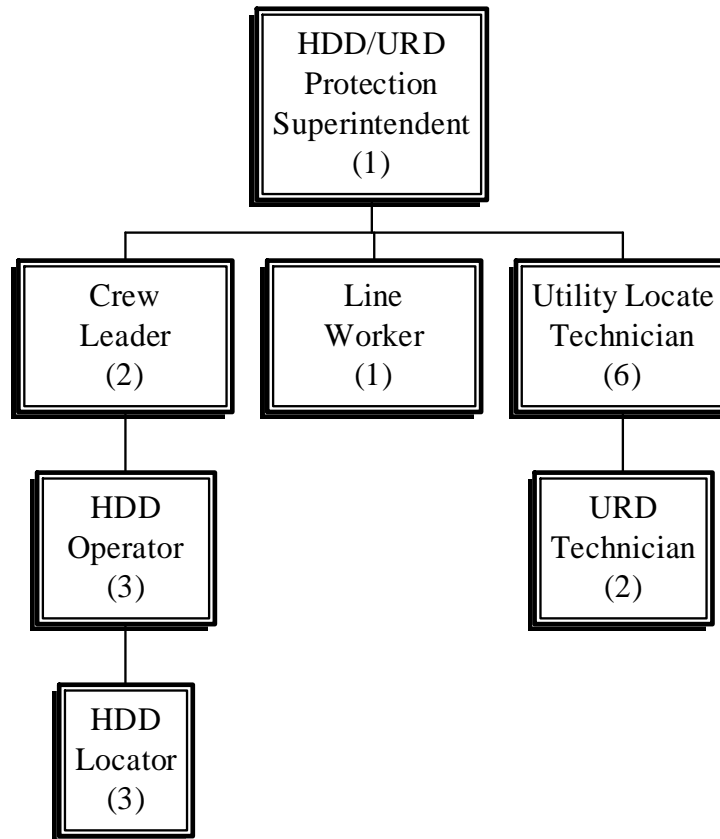 HDD/URD
Protection
Superintendent
(1)
Crew
Leader
(2)
Line
Worker
(1)
Utility Locate
Technician
(6)
HDD
Operator
(3)
URD
Technician
(2)
HDD
Locator
(3)